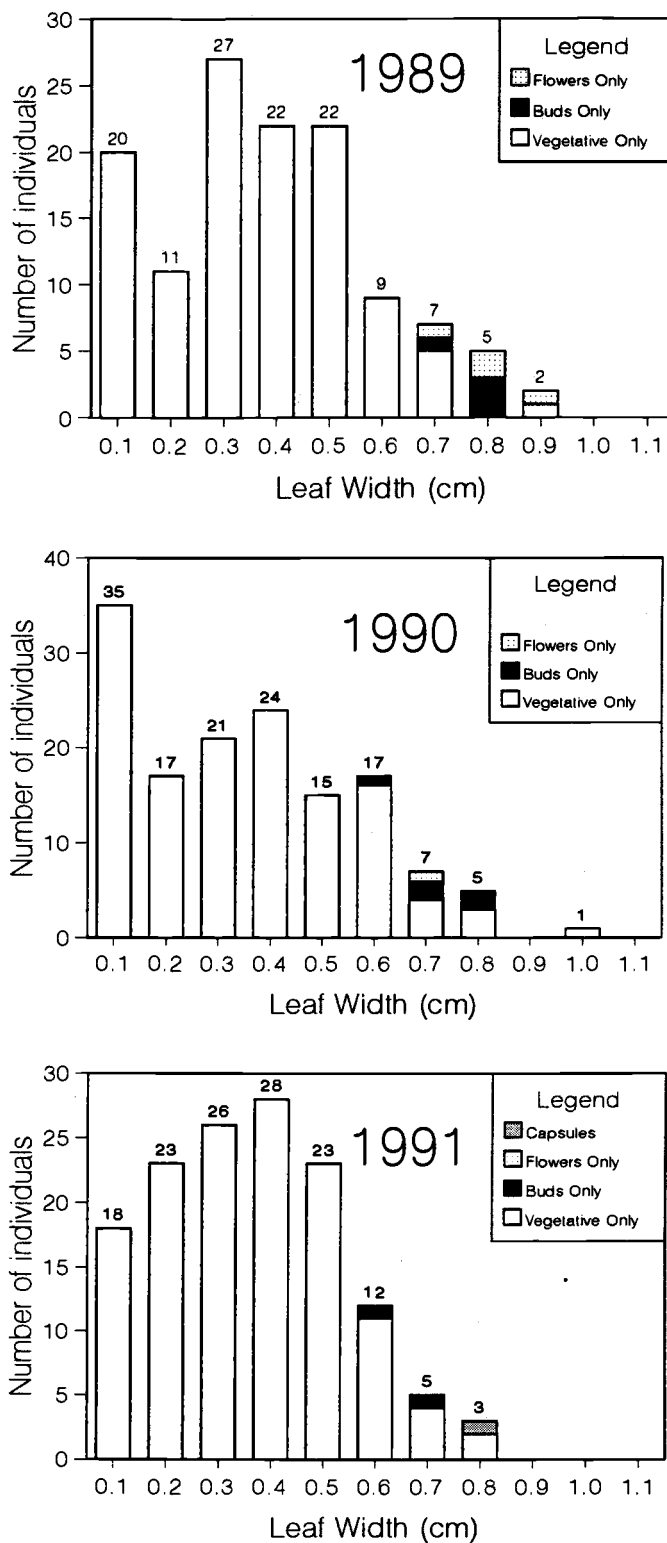 30
25
20
15
10
5
0
Number of individuals
20
11
27
22
22
9
7
5
2
1989
Legend
Flowers Only
Buds Only
Vegetative Only
0.1 0.2 0.3 0.4 0.5 0.6 0.7 0.8 0.9 1.0 1.1
Leaf Width (cm)
40
30
20
10
0
Number of individuals
35
17
21
24
15
17
7
5
1
1990
Legend
Flowers Only
Buds Only
Vegetative Only
0.1 0.2 0.3 0.4 0.5 0.6 0.7 0.8 0.9 1.0 1.1
Leaf Width (cm)
30
25
20
15
10
5
0
Number of individuals
18
23
26
28
23
12
5
3
1991
Legend
Capsules
Flowers Only
Buds Only
Vegetative Only
0.1 0.2 0.3 0.4 0.5 0.6 0.7 0.8 0.9 1.0 1.1
Leaf Width (cm)